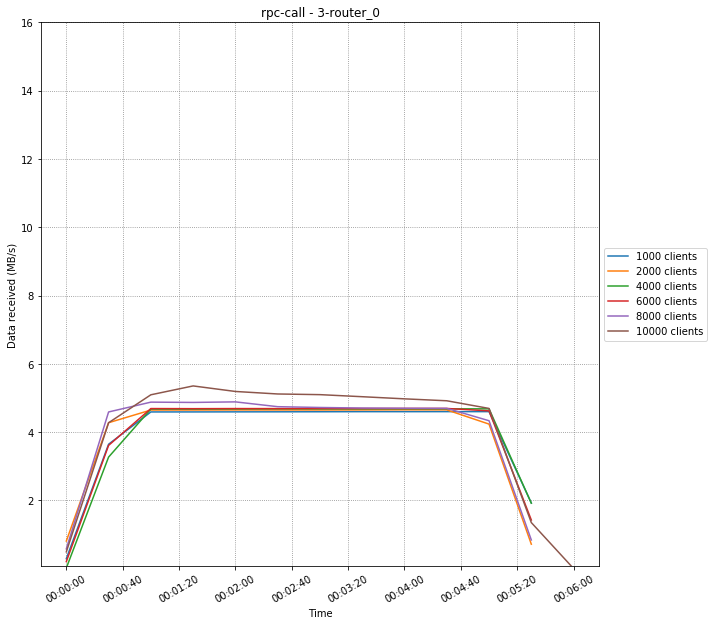 rpc-call - 3-router_0
Data received (MB/s)
16
14
12
10
8
6
4
2
00:00:00
00:00:40
00:01:20
00:02:00
00:02:40
00:03:20
00:04:00
00:04:40
00:05:20
00:06:00
Time
1000 clients
2000 clients
4000 clients
6000 clients
8000 clients
10000 clients